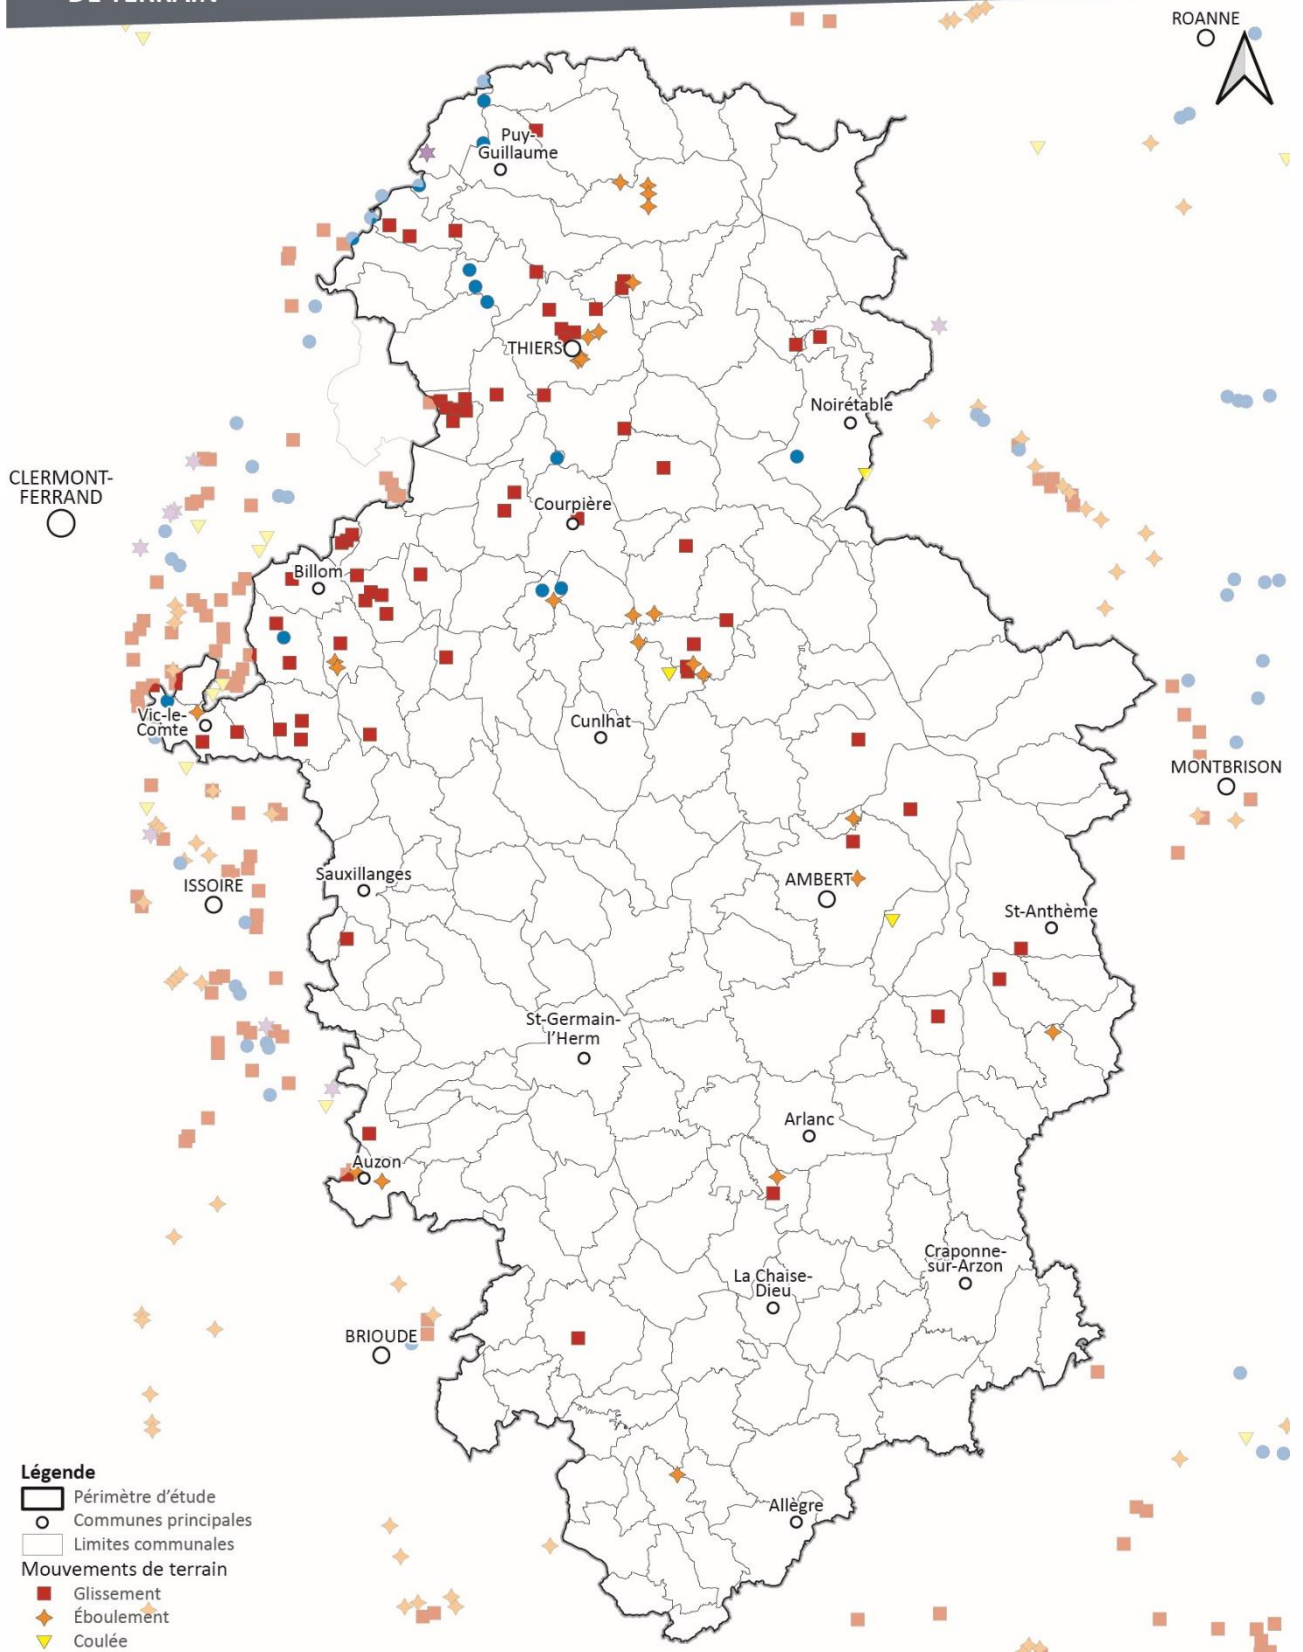 DE TERRAIN
ROANNE
Puy-
Guillaume
THIERS
Noirétable
CLERMONT-
FERRAND
Courpière
Billom
Vic-le-
Comte
Cunlhat
MONTBRISON
Sauxillanges
ISSOIRE
AMBERT
St-Anthème
St-Germain-
l'Herm
Arlanc
Auzon
Craponne-
sur-Arzon
La Chaise-
Dieu
BRIOUDE
Allègre
Légende
Périmètre d'étude
Communes principales
Limites communales
Mouvements de terrain
Glissement
Éboulement
Coulée